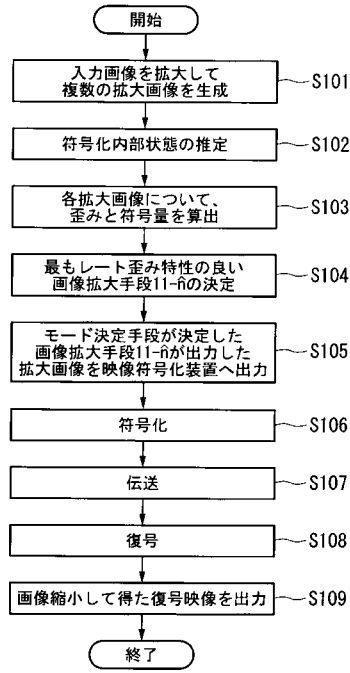 開始
入力画像を拡大して
複数の拡大画像を生成
S101
符号化内部状態の推定
S102
各拡大画像について、
歪みと符号量を算出
S103
最もレート歪み特性の良い
画像拡大手段11-n̂の決定
S104
モード決定手段が決定した
画像拡大手段11-n̂が出力した
拡大画像を映像符号化装置へ出力
S105
符号化
S106
伝送
S107
復号
S108
画像縮小して得た復号映像を出力
S109
終了